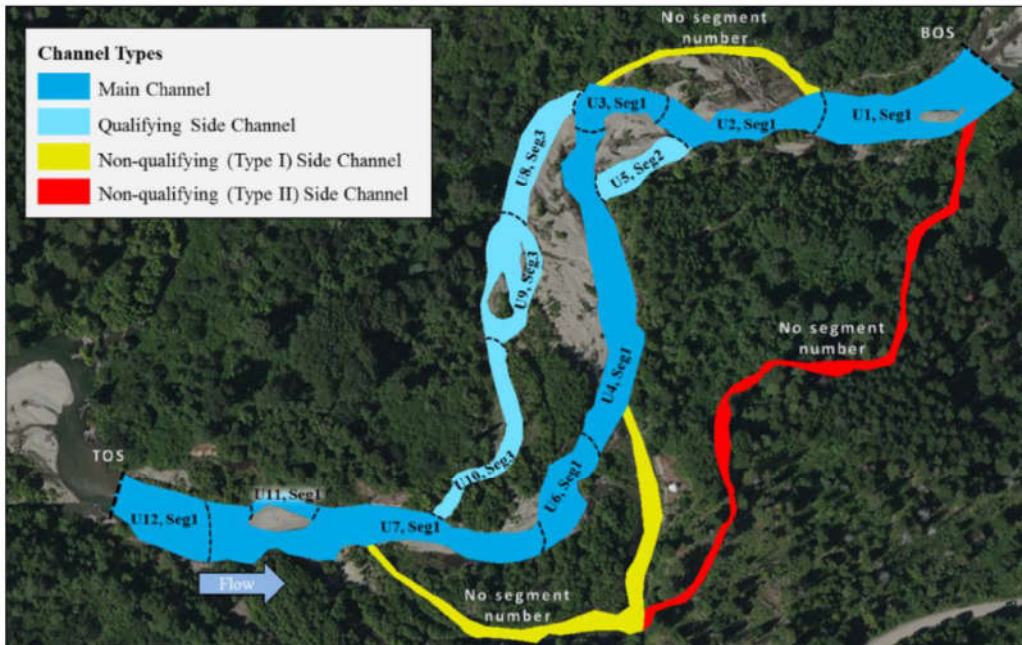 No segment
number
BOS
Channel Types
Main Channel
Qualifying Side Channel
Non-qualifying (Type I) Side Channel
Non-qualifying (Type II) Side Channel
U3, Seg1
U2, Seg1
U1, Seg1
U8, Seg3
U5, Seg2
U9, Seg3
No segment
number
U4, Seg1
TOS
U10, Seg3
U6, Seg1
U11, Seg1
U12, Seg1
U7, Seg1
Flow
No segment
number